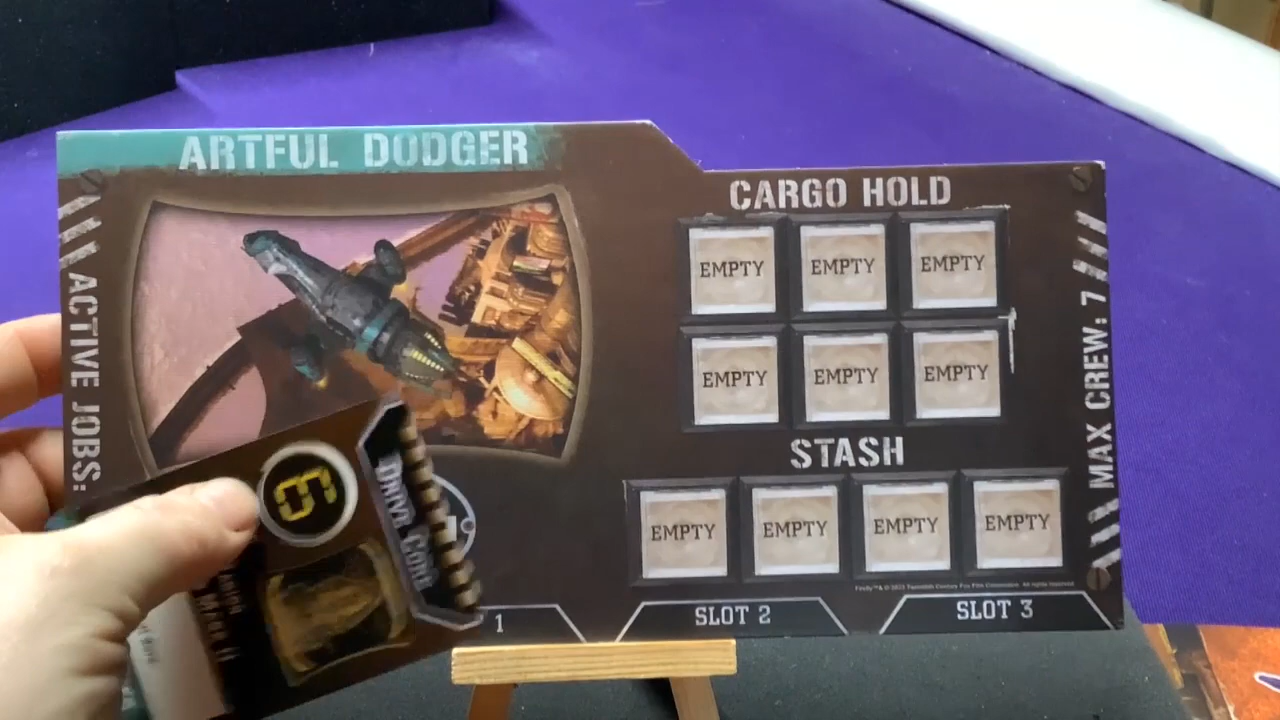 ARTFUL DODGER
ACTIVE JOBS:
CARGO HOLD
EMPTY EMPTY EMPTY
EMPTY EMPTY EMPTY
STASH
EMPTY EMPTY EMPTY EMPTY
MAX CREW: 7
1
SLOT 2
SLOT 3
DRIVE CORE
6